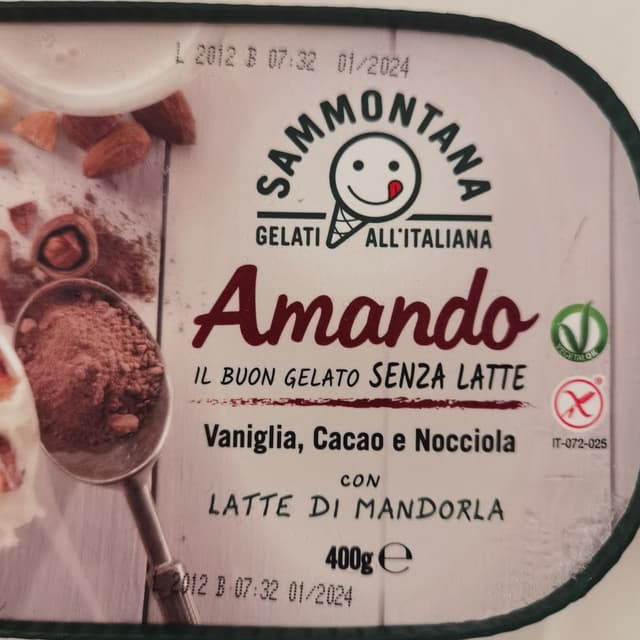 L 2012 B 07:32 01/2024
SAMMONTANA
GELATI ALL'ITALIANA
Amando
IL BUON GELATO SENZA LATTE
Vaniglia, Cacao e Nocciola
CON
LATTE DI MANDORLA
VEGETALOK
IT-072-025
400g ℮
L 2012 B 07:32 01/2024